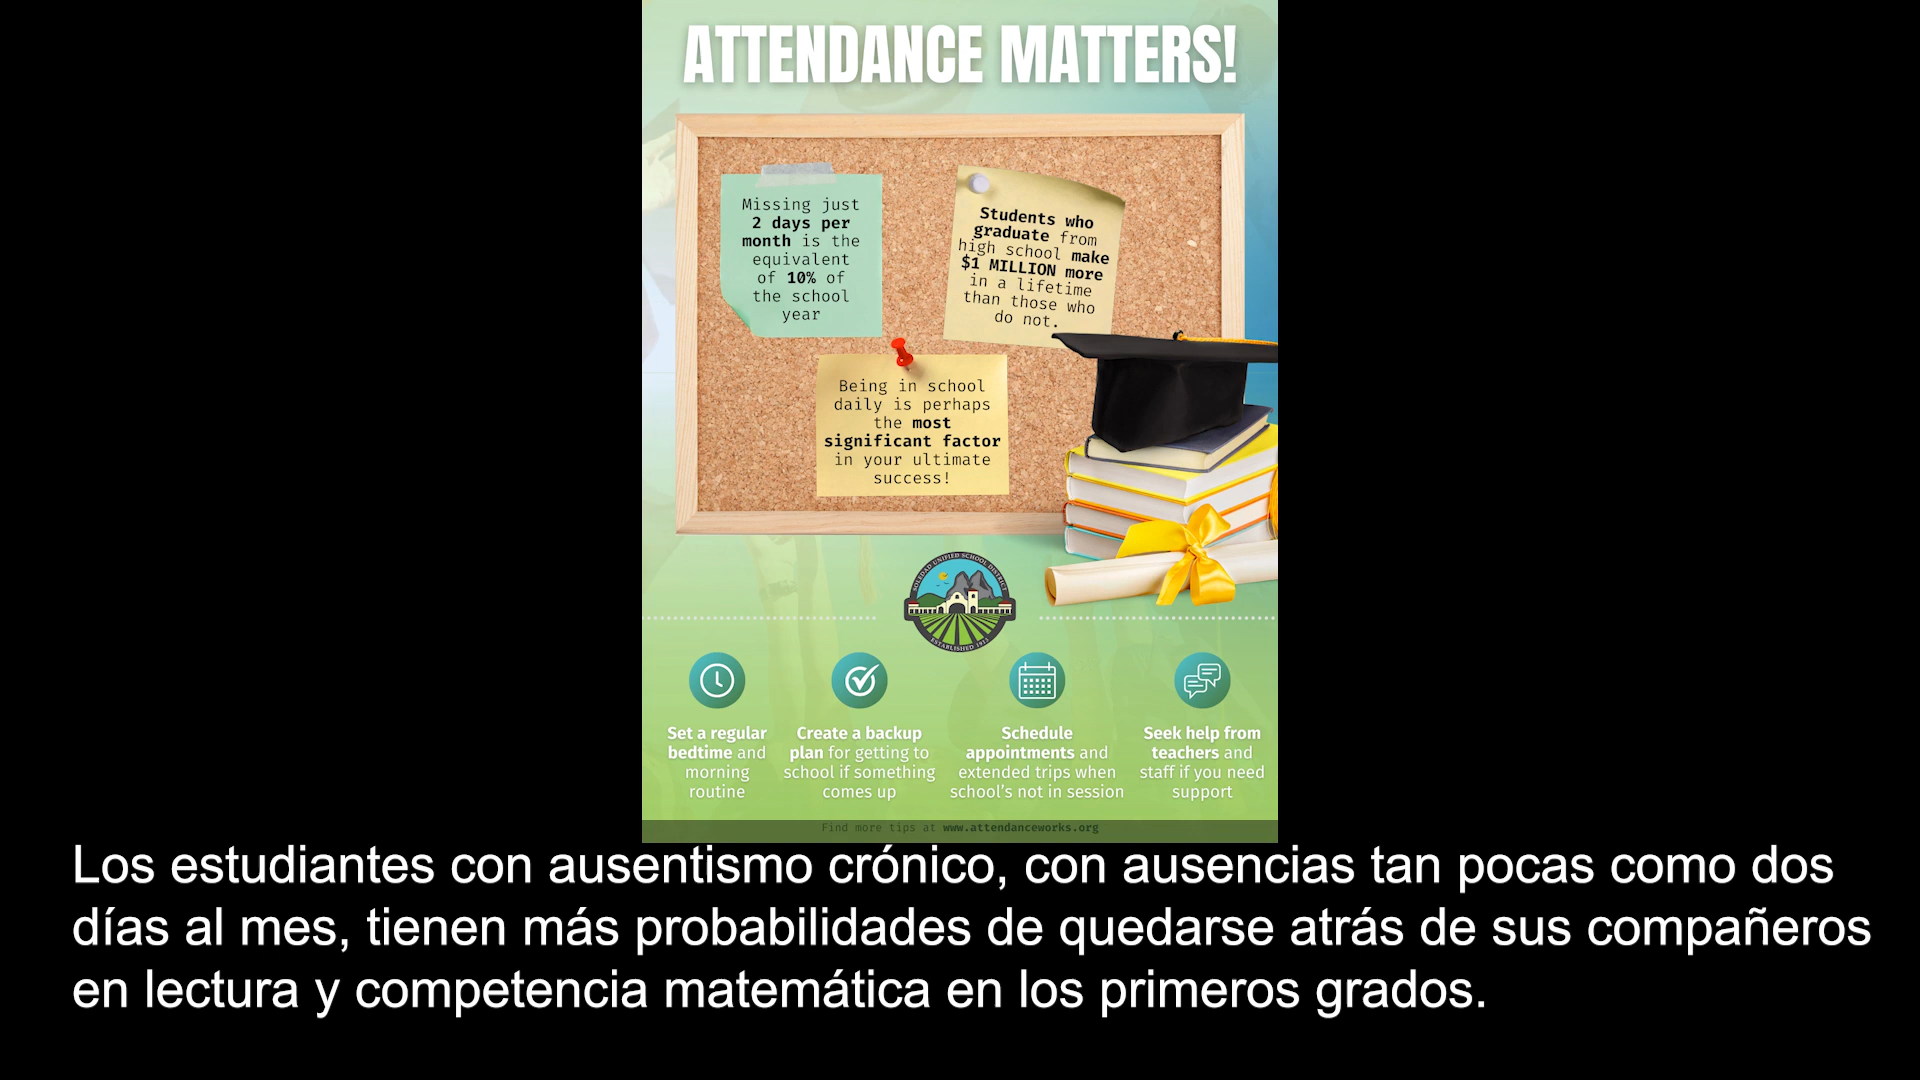 ATTENDANCE MATTERS!
Missing just
2 days per
month is the
equivalent
of 10% of
the school
year
Students who
graduate from
high school make
$1 MILLION more
in a lifetime
than those who
do not.
Being in school
daily is perhaps
the most
significant factor
in your ultimate
success!
SOLEDAD UNIFIED SCHOOL DISTRICT
Set a regular
bedtime and
morning
routine
Create a backup
plan for getting to
school if something
comes up
Schedule
appointments and
extended trips when
school's not in session
Seek help from
teachers and
staff if you need
support
Find more tips at www.attendanceworks.org
Los estudiantes con ausentismo crónico, con ausencias tan pocas como dos
días al mes, tienen más probabilidades de quedarse atrás de sus compañeros
en lectura y competencia matemática en los primeros grados.